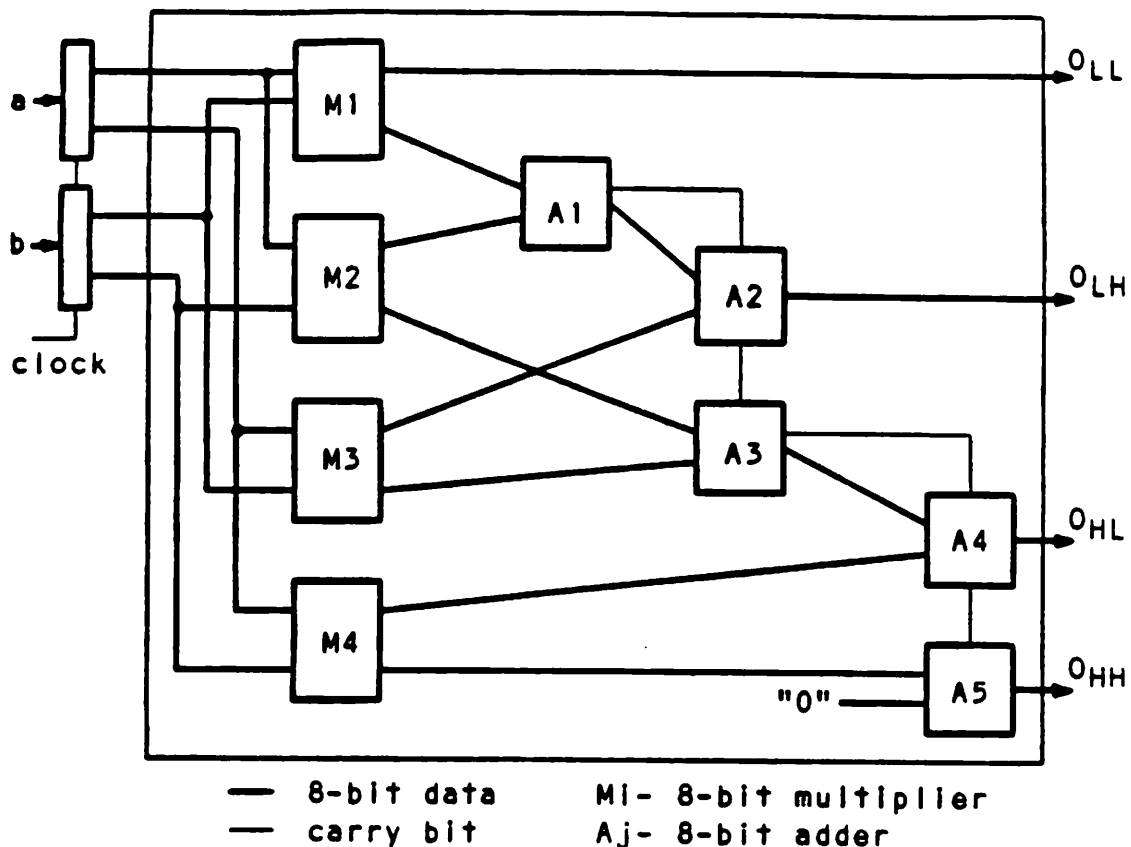 O_LL
a
M1
A1
b
M2
A2
O_LH
clock
M3
A3
A4
O_HL
M4
"0"
A5
O_HH
8-bit data
Mi- 8-bit multiplier
carry bit
Aj- 8-bit adder